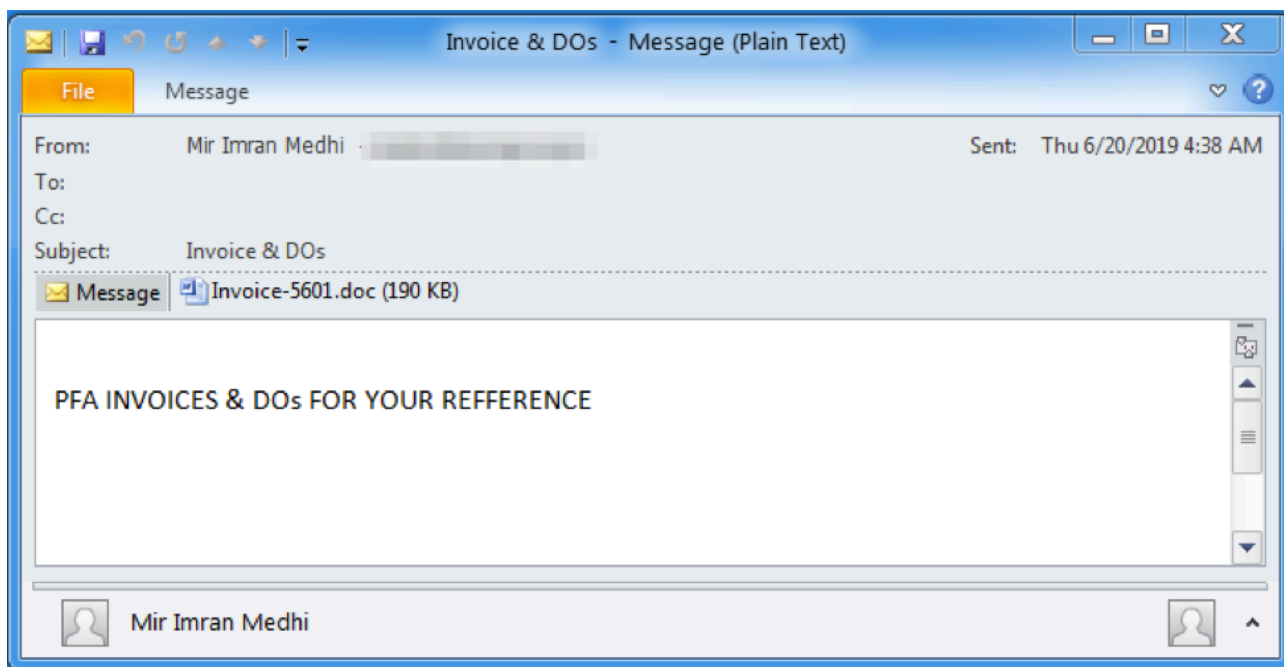 Invoice & DOs - Message (Plain Text)
File Message
From: Mir Imran Medhi Sent: Thu 6/20/2019 4:38 AM
To:
Cc:
Subject: Invoice & DOs
Message Invoice-5601.doc (190 KB)
PFA INVOICES & DOs FOR YOUR REFFERENCE
Mir Imran Medhi